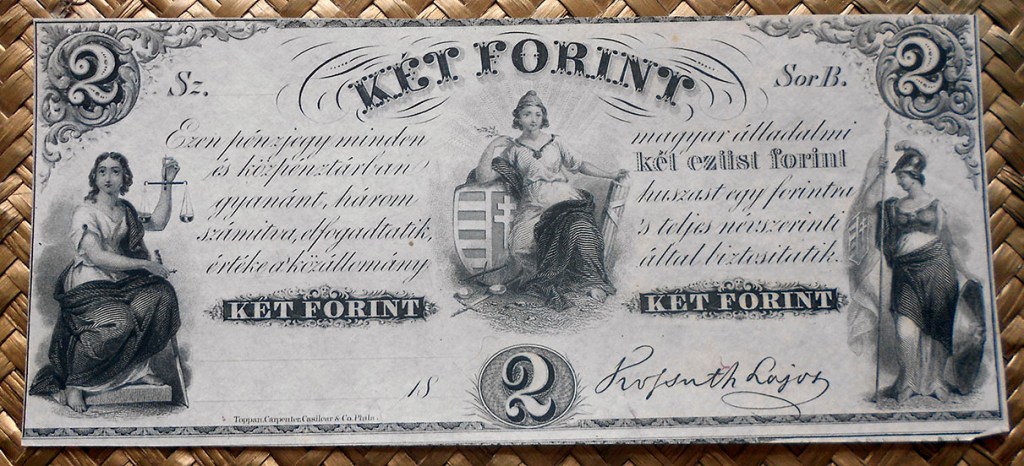 2
KÉT FORINT
2
Sz.
Sor B.
Ezen pénzjegy minden magyar álladalmi
és közpénztárban két ezüst forint
gyanánt, három huszast egy forintra
számitva, elfogadtatik, 's teljes névszerinti
értéke a közállomány által biztositatik.
KÉT FORINT
KÉT FORINT
18
2
Kossuth Lajos
Toppan, Carpenter, Casilear & Co. Phila.